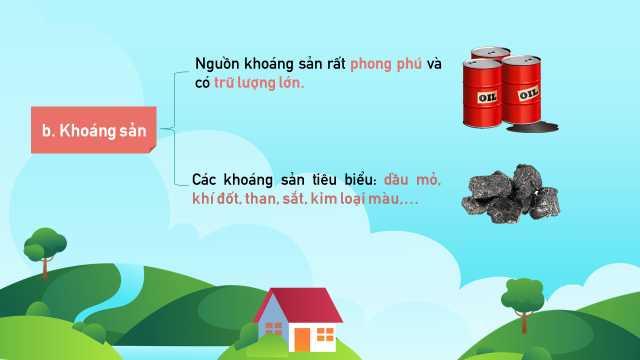 Nguồn khoáng sản rất phong phú và
có trữ lượng lớn.
b. Khoáng sản
Các khoáng sản tiêu biểu: dầu mỏ,
khí đốt, than, sắt, kim loại màu,...
OIL
OIL